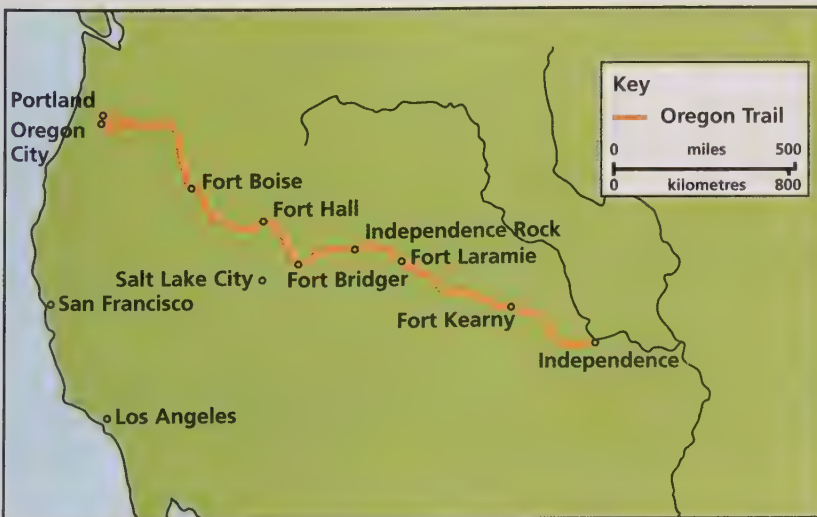 Portland
Oregon
City
Fort Boise
Fort Hall
Independence Rock
Fort Laramie
Salt Lake City
Fort Bridger
San Francisco
Fort Kearny
Independence
Los Angeles
Key
Oregon Trail
0 miles 500
0 kilometres 800